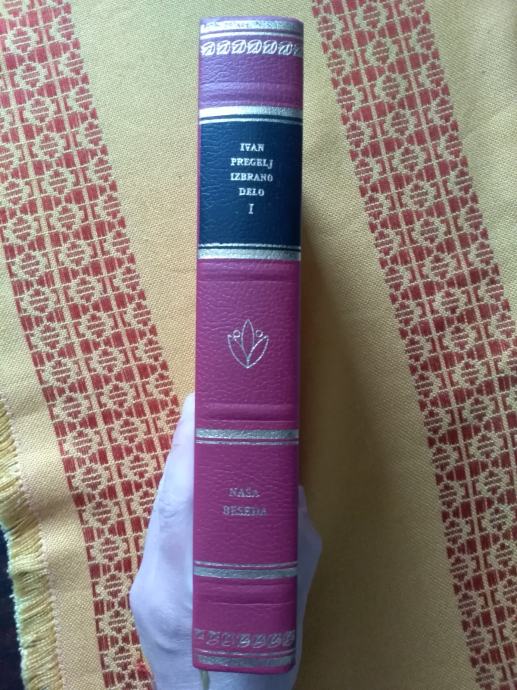 IVAN
PREGELJ
IZBRANO
DELO
I
NAŠA
BESEDA